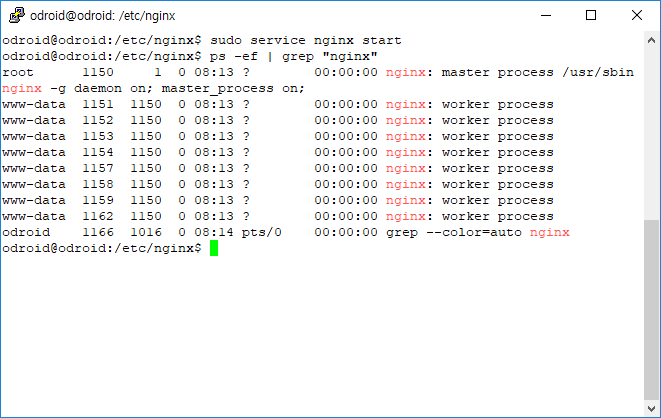 odroid@odroid: /etc/nginx
odroid@odroid:/etc/nginx$ sudo service nginx start
odroid@odroid:/etc/nginx$ ps -ef | grep "nginx"
root      1150     1  0 08:13 ?        00:00:00 nginx: master process /usr/sbin
nginx -g daemon on; master_process on;
www-data  1151  1150  0 08:13 ?        00:00:00 nginx: worker process
www-data  1152  1150  0 08:13 ?        00:00:00 nginx: worker process
www-data  1153  1150  0 08:13 ?        00:00:00 nginx: worker process
www-data  1154  1150  0 08:13 ?        00:00:00 nginx: worker process
www-data  1157  1150  0 08:13 ?        00:00:00 nginx: worker process
www-data  1158  1150  0 08:13 ?        00:00:00 nginx: worker process
www-data  1159  1150  0 08:13 ?        00:00:00 nginx: worker process
www-data  1162  1150  0 08:13 ?        00:00:00 nginx: worker process
odroid    1166  1016  0 08:14 pts/0    00:00:00 grep --color=auto nginx
odroid@odroid:/etc/nginx$